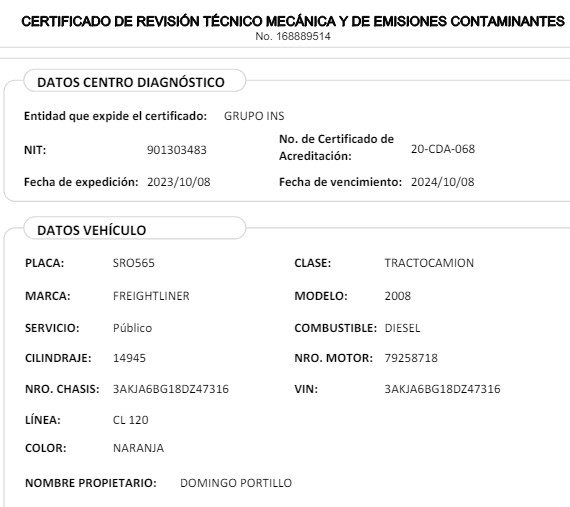 CERTIFICADO DE REVISIÓN TÉCNICO MECÁNICA Y DE EMISIONES CONTAMINANTES
No. 168889514
DATOS CENTRO DIAGNÓSTICO
Entidad que expide el certificado: GRUPO INS
NIT: 901303483 No. de Certificado de Acreditación: 20-CDA-068
Fecha de expedición: 2023/10/08 Fecha de vencimiento: 2024/10/08
DATOS VEHÍCULO
PLACA: SRO565 CLASE: TRACTOCAMION
MARCA: FREIGHTLINER MODELO: 2008
SERVICIO: Público COMBUSTIBLE: DIESEL
CILINDRAJE: 14945 NRO. MOTOR: 79258718
NRO. CHASIS: 3AKJA6BG18DZ47316 VIN: 3AKJA6BG18DZ47316
LÍNEA: CL 120
COLOR: NARANJA
NOMBRE PROPIETARIO: DOMINGO PORTILLO